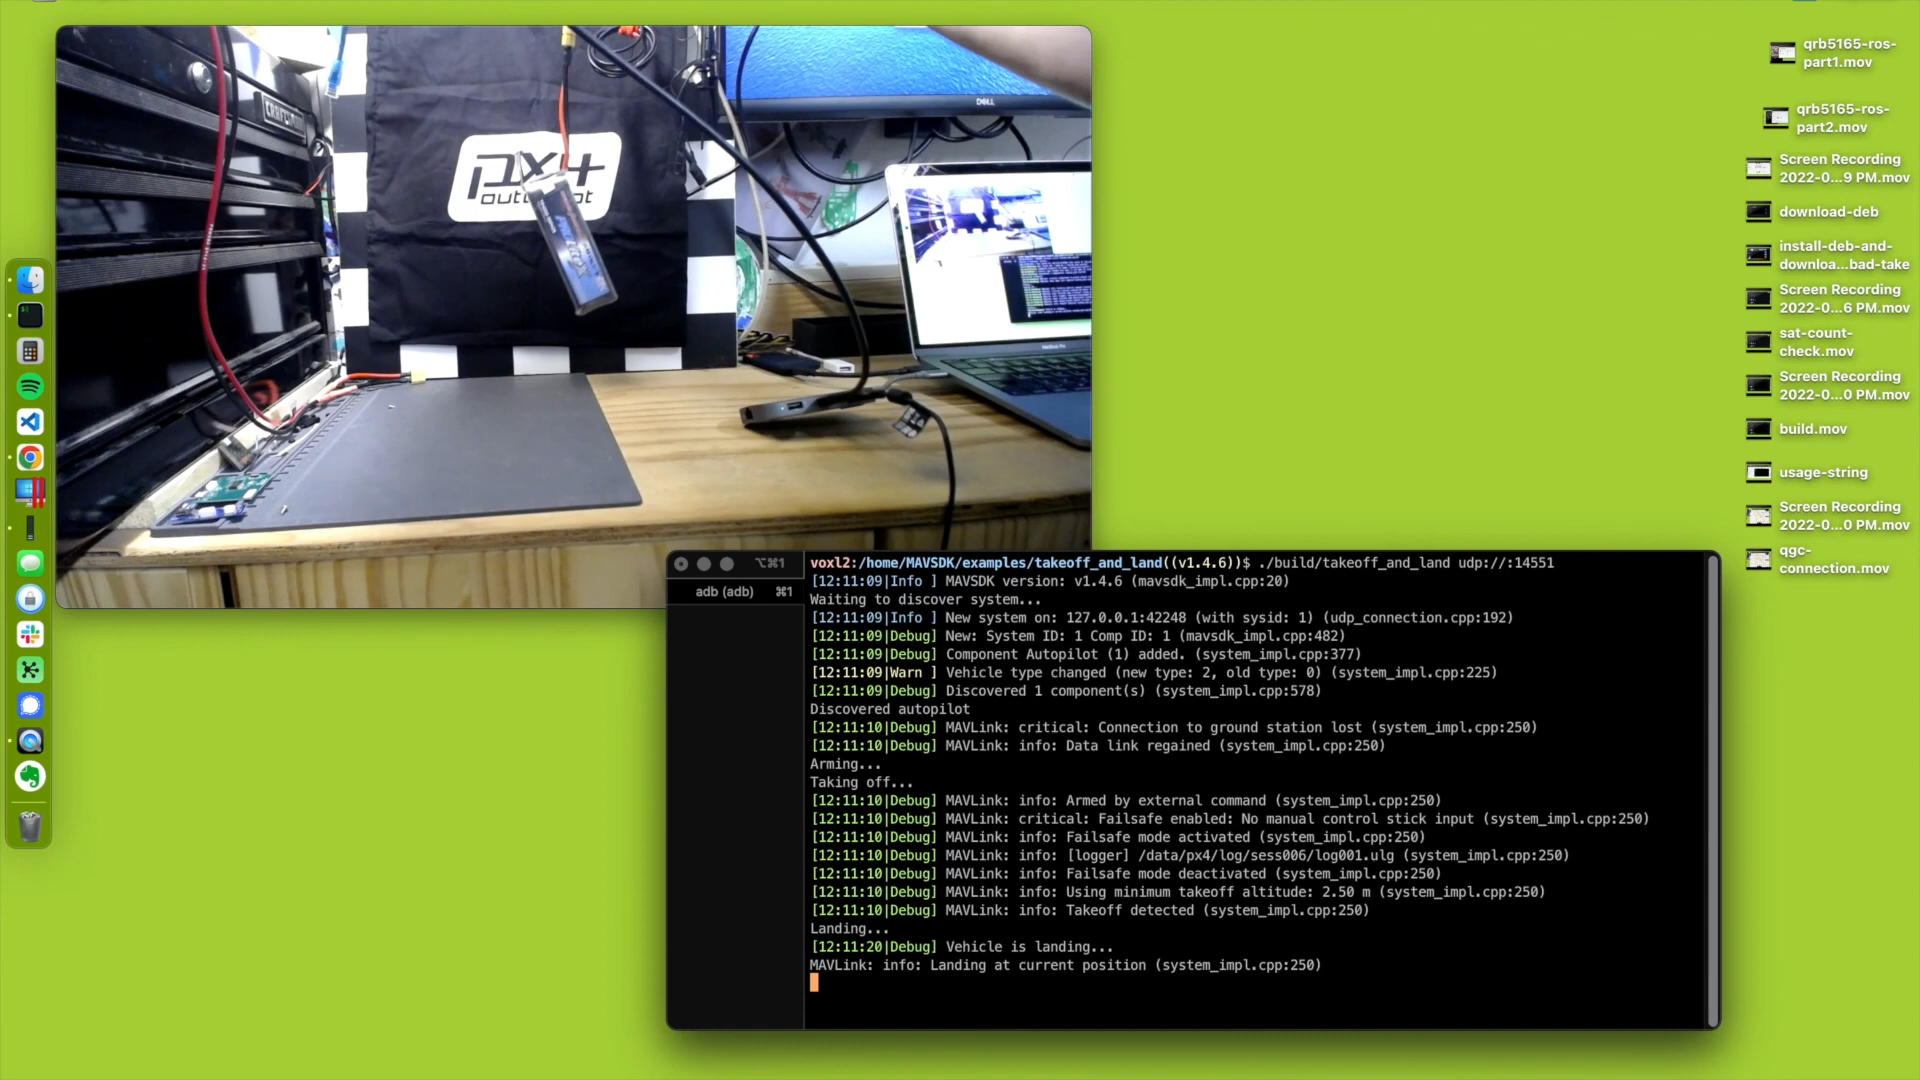 CRAFTSMAN
DELL
px4
autopilot
MacBook Pro
qrb5165-ros-
part1.mov
qrb5165-ros-
part2.mov
Screen Recording
2022-0...9 PM.mov
download-deb
install-deb-and-
downloa...bad-take
Screen Recording
2022-0...6 PM.mov
sat-count-
check.mov
Screen Recording
2022-0...0 PM.mov
build.mov
usage-string
Screen Recording
2022-0...0 PM.mov
qgc-
connection.mov
⌥⌘1
adb (adb) ⌘1
voxl2:/home/MAVSDK/examples/takeoff_and_land((v1.4.6))$ ./build/takeoff_and_land udp://:14551
[12:11:09|Info ] MAVSDK version: v1.4.6 (mavsdk_impl.cpp:20)
Waiting to discover system...
[12:11:09|Info ] New system on: 127.0.0.1:42248 (with sysid: 1) (udp_connection.cpp:192)
[12:11:09|Debug] New: System ID: 1 Comp ID: 1 (mavsdk_impl.cpp:482)
[12:11:09|Debug] Component Autopilot (1) added. (system_impl.cpp:377)
[12:11:09|Warn ] Vehicle type changed (new type: 2, old type: 0) (system_impl.cpp:225)
[12:11:09|Debug] Discovered 1 component(s) (system_impl.cpp:578)
Discovered autopilot
[12:11:10|Debug] MAVLink: critical: Connection to ground station lost (system_impl.cpp:250)
[12:11:10|Debug] MAVLink: info: Data link regained (system_impl.cpp:250)
Arming...
Taking off...
[12:11:10|Debug] MAVLink: info: Armed by external command (system_impl.cpp:250)
[12:11:10|Debug] MAVLink: critical: Failsafe enabled: No manual control stick input (system_impl.cpp:250)
[12:11:10|Debug] MAVLink: info: Failsafe mode activated (system_impl.cpp:250)
[12:11:10|Debug] MAVLink: info: [logger] /data/px4/log/sess006/log001.ulg (system_impl.cpp:250)
[12:11:10|Debug] MAVLink: info: Failsafe mode deactivated (system_impl.cpp:250)
[12:11:10|Debug] MAVLink: info: Using minimum takeoff altitude: 2.50 m (system_impl.cpp:250)
[12:11:10|Debug] MAVLink: info: Takeoff detected (system_impl.cpp:250)
Landing...
[12:11:20|Debug] Vehicle is landing...
MAVLink: info: Landing at current position (system_impl.cpp:250)